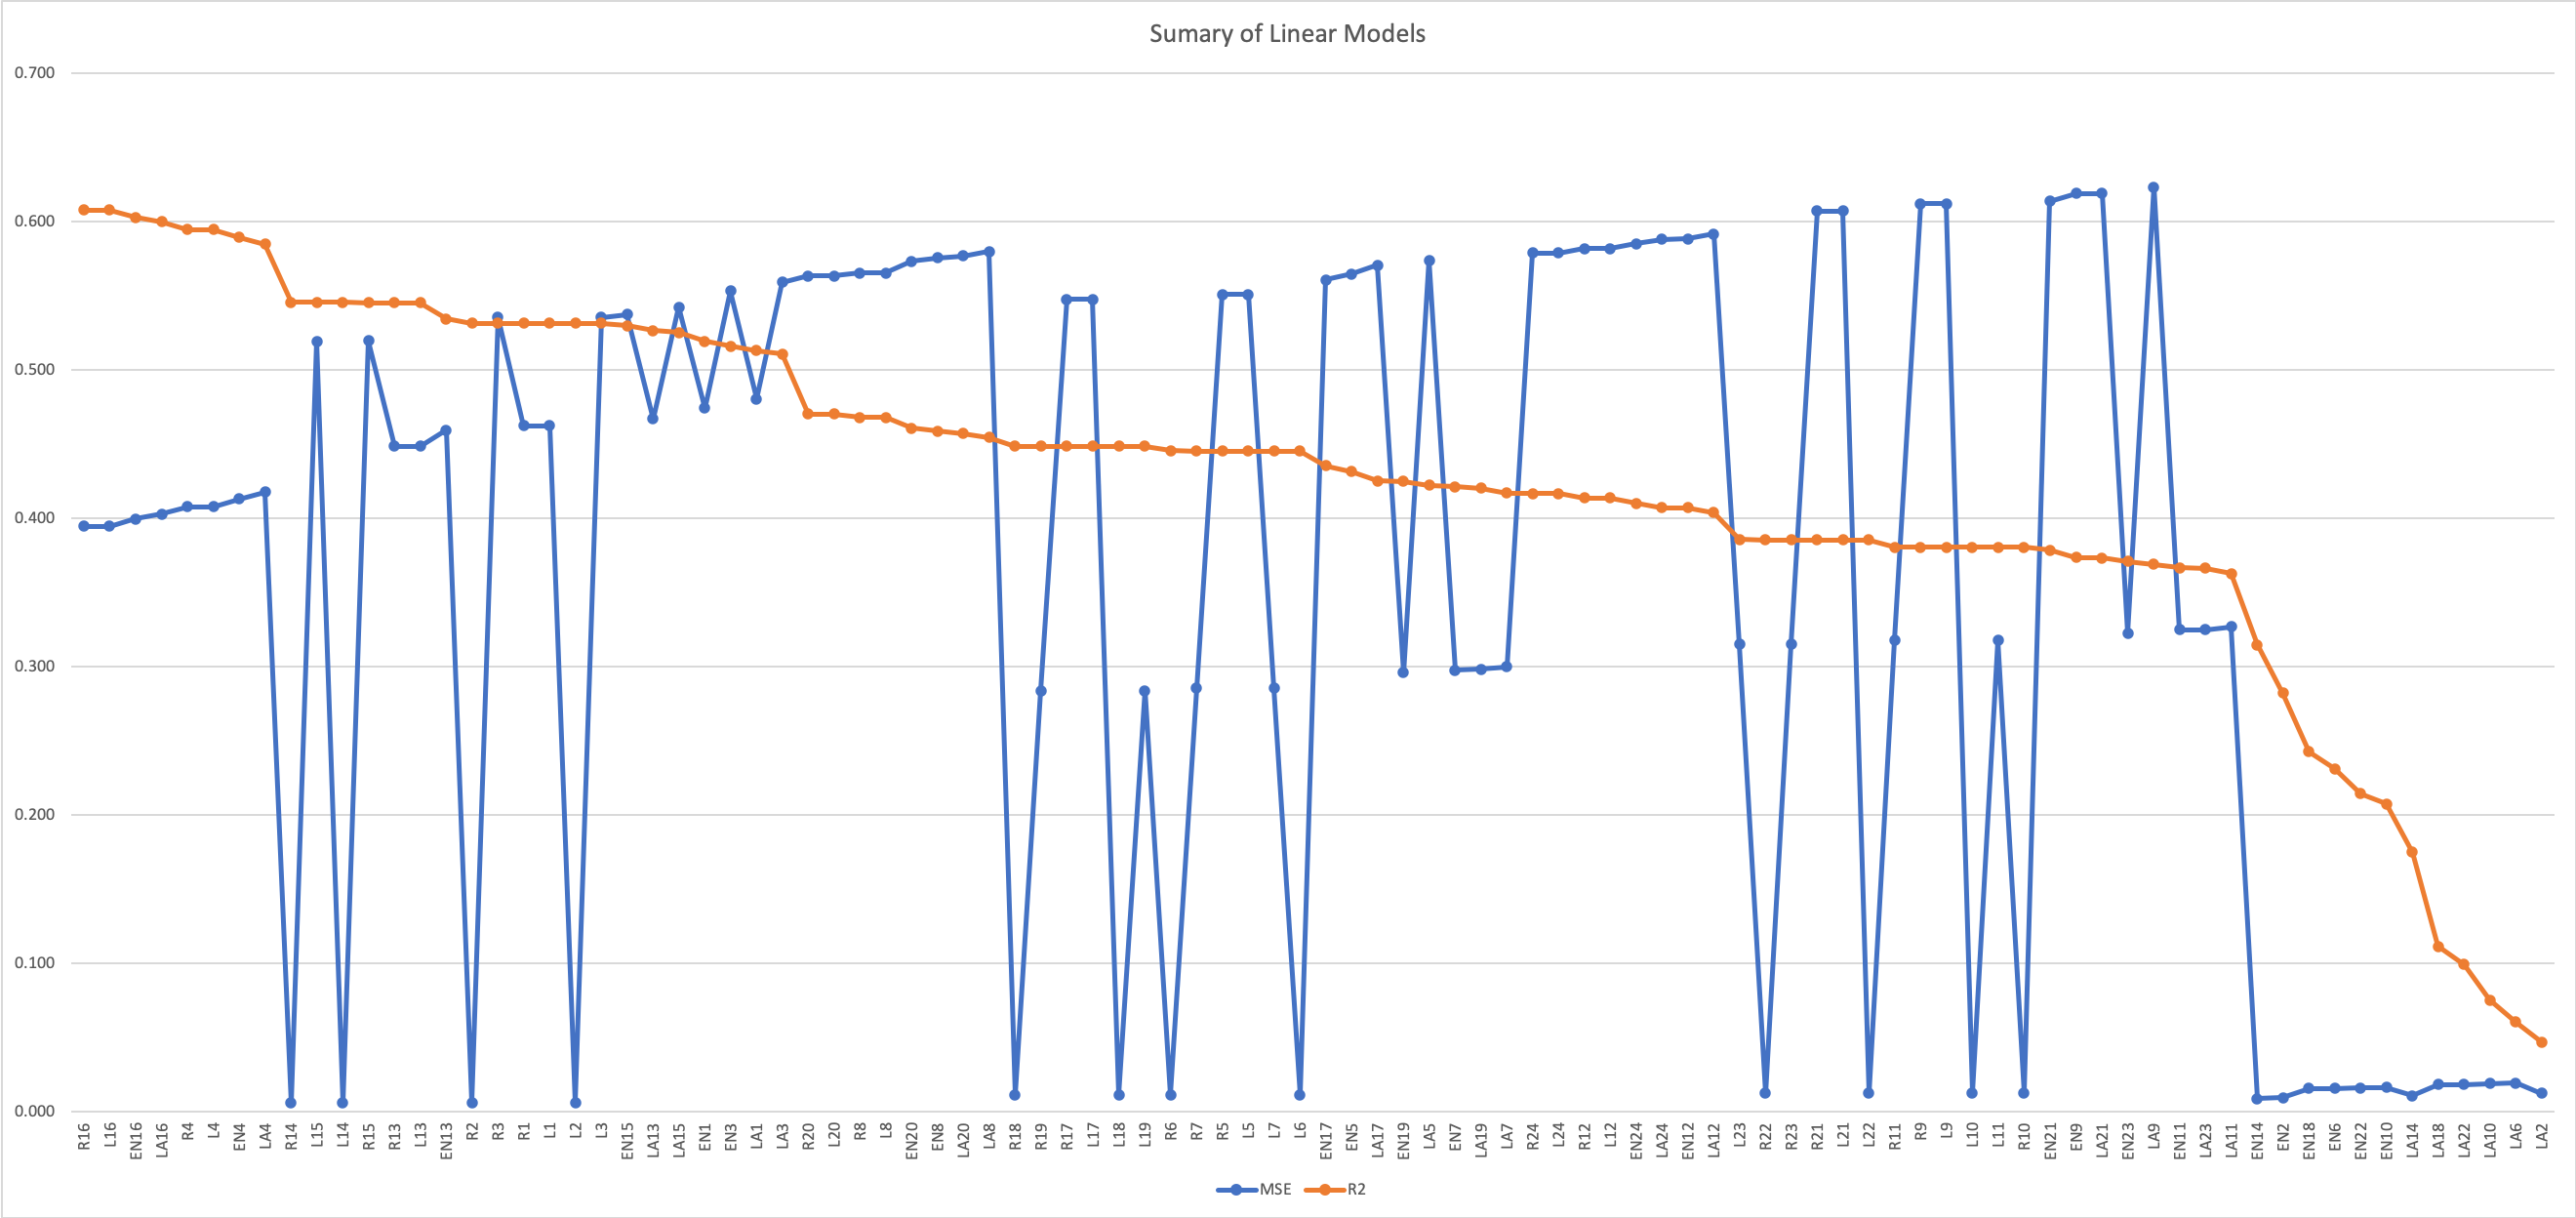 Sumary of Linear Models
0.700
0.600
0.500
0.400
0.300
0.200
0.100
0.000
R16 L16 EN16 LA16 R4 L4 EN4 LA4 R14 L15 L14 R15 R13 L13 EN13 R2 R3 R1 L1 L2 L3 EN15 LA13 LA15 EN1 EN3 LA1 LA3 R20 L20 R8 L8 EN20 EN8 LA20 LA8 R18 R19 R17 L17 L18 L19 R6 R7 R5 L5 L7 L6 EN17 EN5 LA17 EN19 LA5 EN7 LA19 LA7 R24 L24 R12 L12 EN24 LA24 EN12 LA12 L23 R22 R23 R21 L21 L22 R11 R9 L9 L10 L11 R10 EN21 EN9 LA21 EN23 LA9 EN11 LA23 LA11 EN14 EN2 EN18 EN6 EN22 EN10 LA14 LA18 LA22 LA10 LA6 LA2
MSE R2